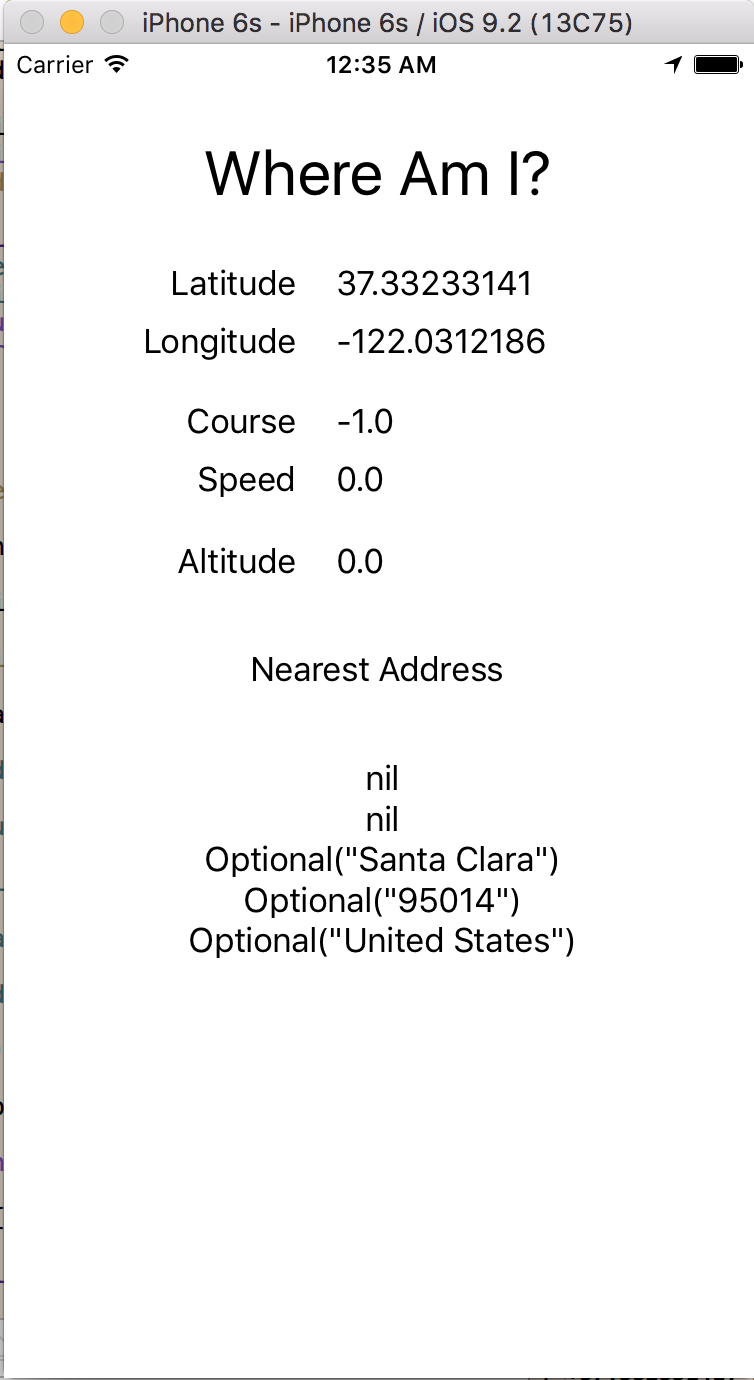 iPhone 6s - iPhone 6s / iOS 9.2 (13C75)
Carrier 12:35 AM
Where Am I?
Latitude 37.33233141
Longitude -122.0312186
Course -1.0
Speed 0.0
Altitude 0.0
Nearest Address
nil
nil
Optional("Santa Clara")
Optional("95014")
Optional("United States")